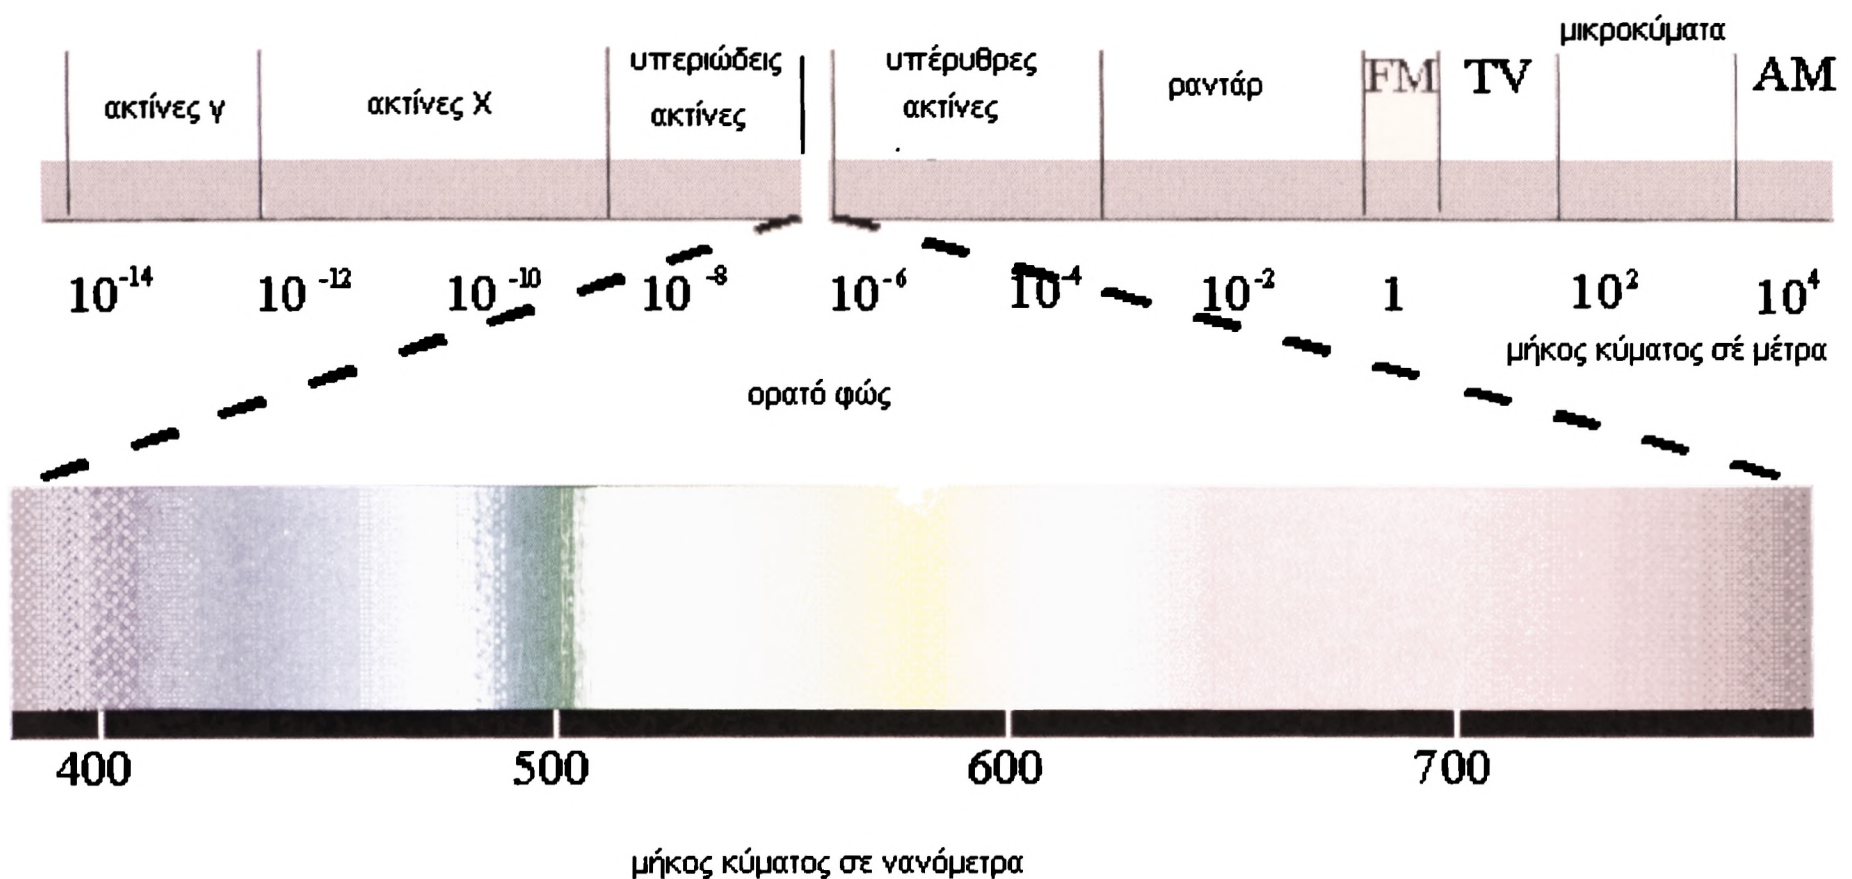 μικροκύματα
ακτίνες γ
ακτίνες Χ
υπεριώδεις
ακτίνες
υπέρυθρες
ακτίνες
ραντάρ
FM
TV
AM
10⁻¹⁴ 10⁻¹² 10⁻¹⁰ 10⁻⁸ 10⁻⁶ 10⁻⁴ 10⁻² 1 10² 10⁴
μήκος κύματος σέ μέτρα
ορατό φώς
400 500 600 700
μήκος κύματος σε νανόμετρα